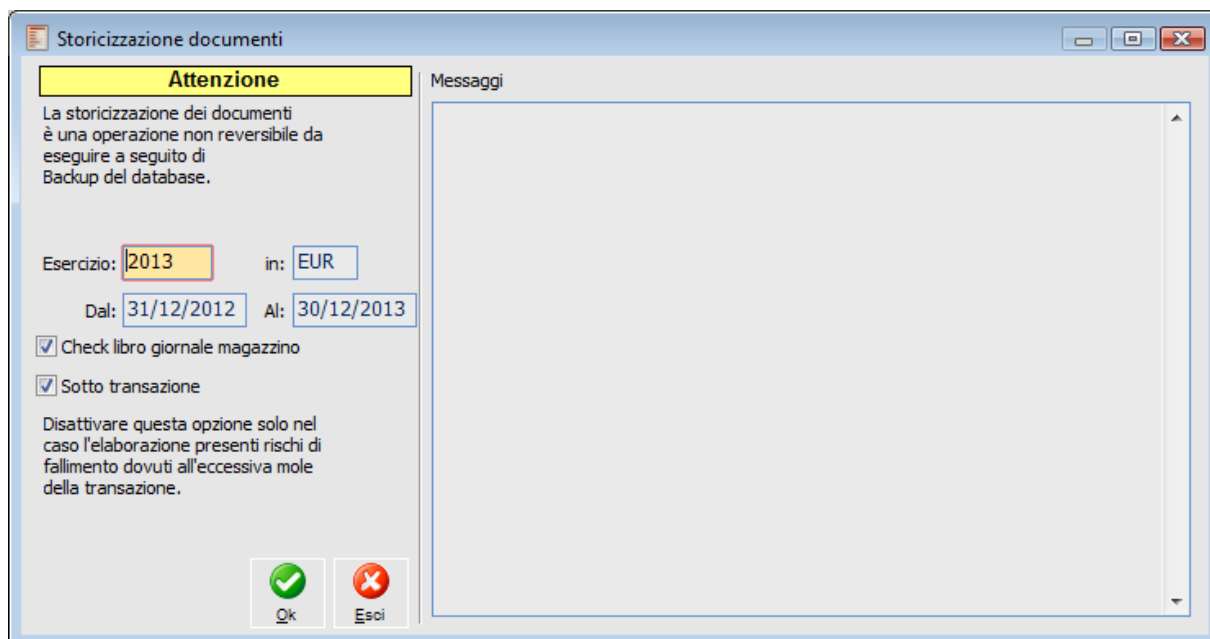 Storicizzazione documenti
Attenzione
Messaggi
La storicizzazione dei documenti
è una operazione non reversibile da
eseguire a seguito di
Backup del database.
Esercizio: 2013 in: EUR
Dal: 31/12/2012 Al: 30/12/2013
Check libro giornale magazzino
Sotto transazione
Disattivare questa opzione solo nel
caso l'elaborazione presenti rischi di
fallimento dovuti all'eccessiva mole
della transazione.
Ok Esci